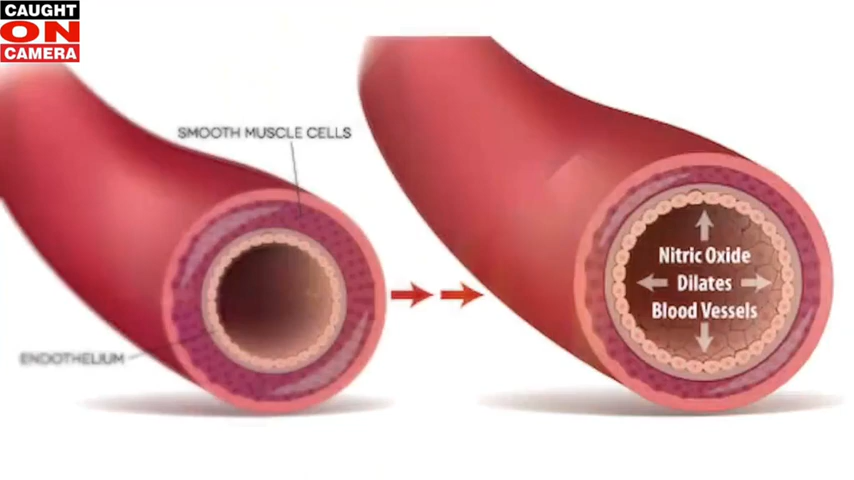 CAUGHT
ON
CAMERA
SMOOTH MUSCLE CELLS
ENDOTHELIUM
Nitric Oxide
Dilates
Blood Vessels